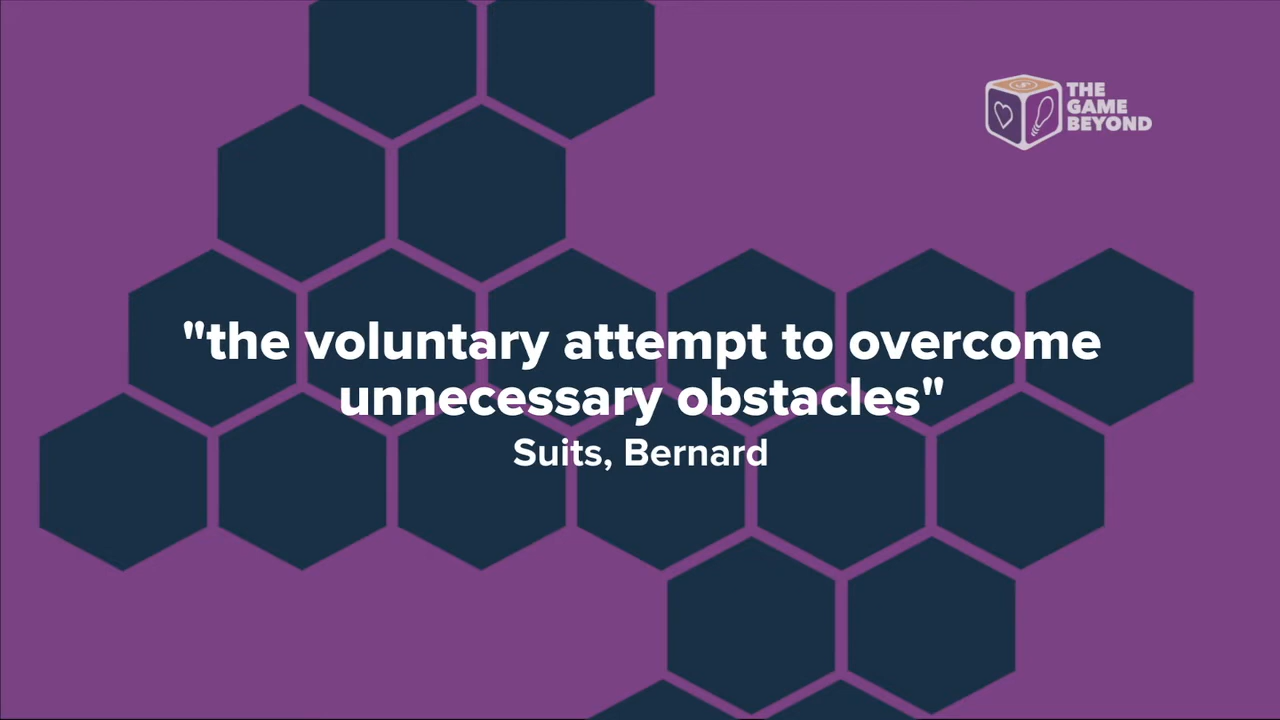 THE
GAME
BEYOND
"the voluntary attempt to overcome
unnecessary obstacles"
Suits, Bernard